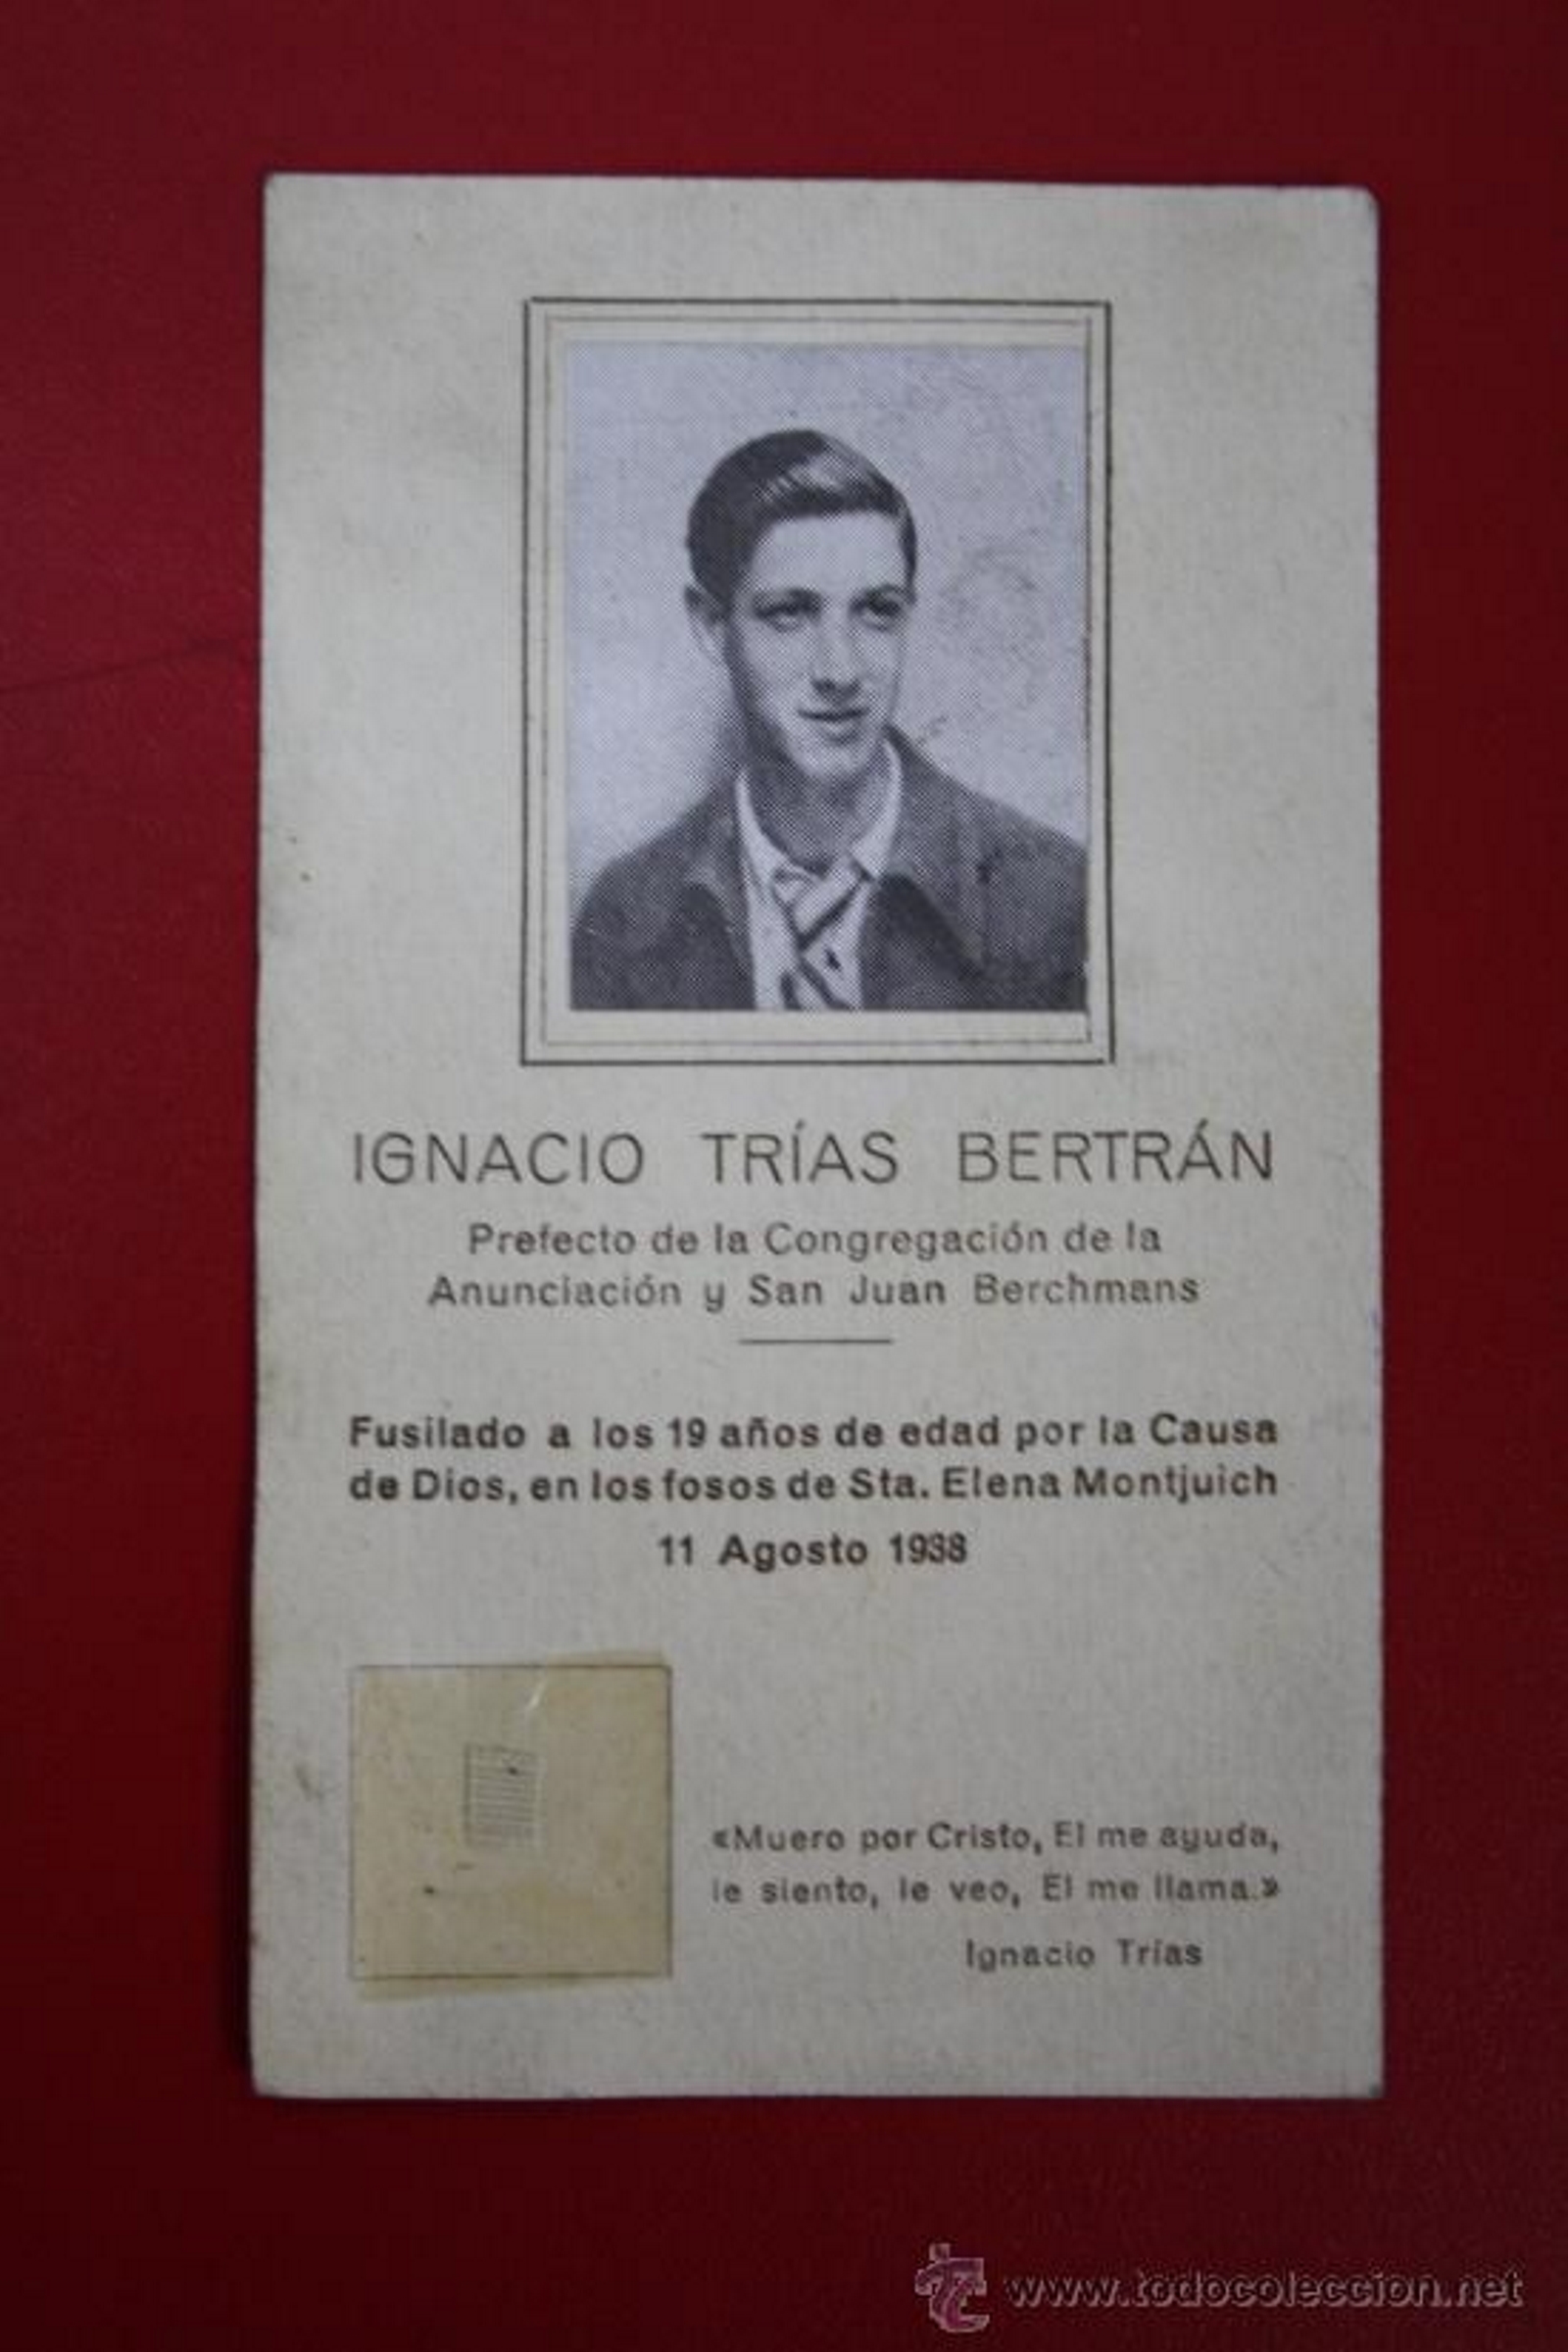 IGNACIO TRÍAS BERTRÁN
Prefecto de la Congregación de la
Anunciación y San Juan Berchmans
Fusilado a los 19 años de edad por la Causa
de Dios, en los fosos de Sta. Elena Montjuich
11 Agosto 1938
«Muero por Cristo, El me ayuda,
le siento, le veo, El me llama.»
Ignacio Trías
www.todocoleccion.net